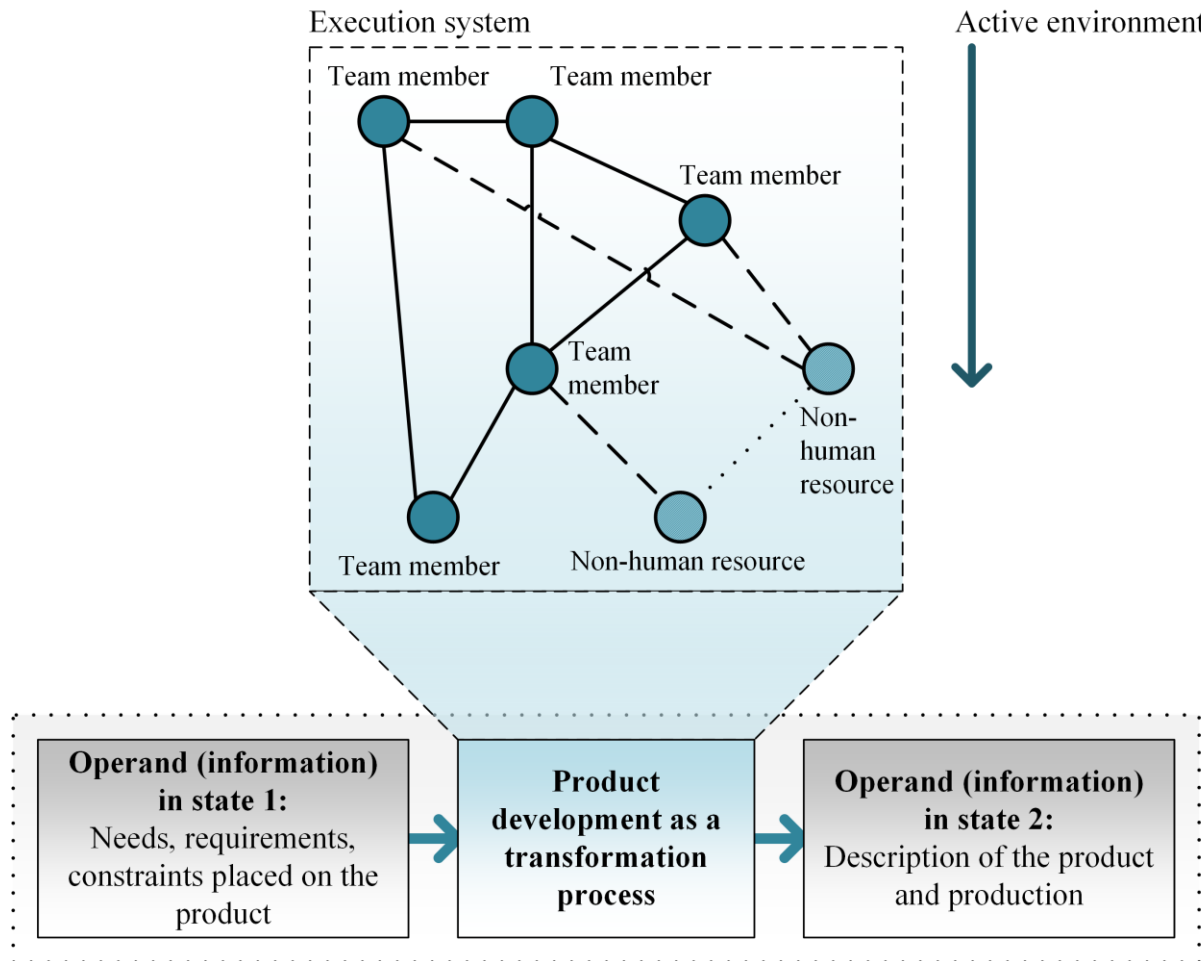 Execution system
Active environment
Team member
Team member
Team member
Team
member
Non-
human
resource
Team member
Non-human resource
Operand (information)
in state 1:
Needs, requirements,
constraints placed on the
product
Product
development as a
transformation
process
Operand (information)
in state 2:
Description of the product
and production